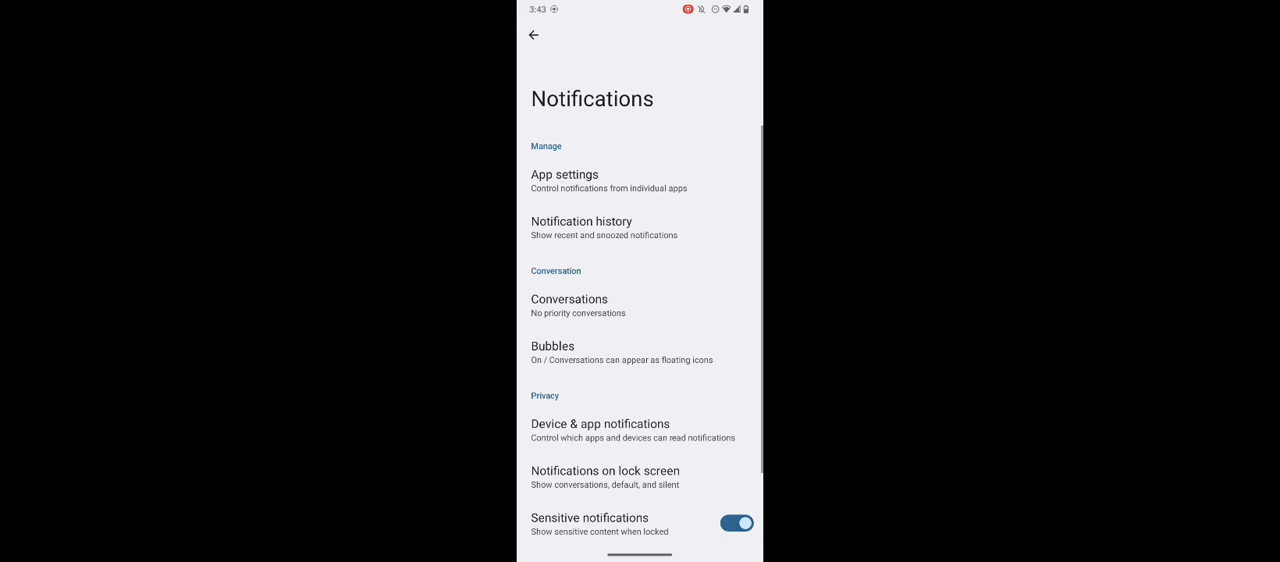 3:43
Notifications
Manage
App settings
Control notifications from individual apps
Notification history
Show recent and snoozed notifications
Conversation
Conversations
No priority conversations
Bubbles
On / Conversations can appear as floating icons
Privacy
Device & app notifications
Control which apps and devices can read notifications
Notifications on lock screen
Show conversations, default, and silent
Sensitive notifications
Show sensitive content when locked